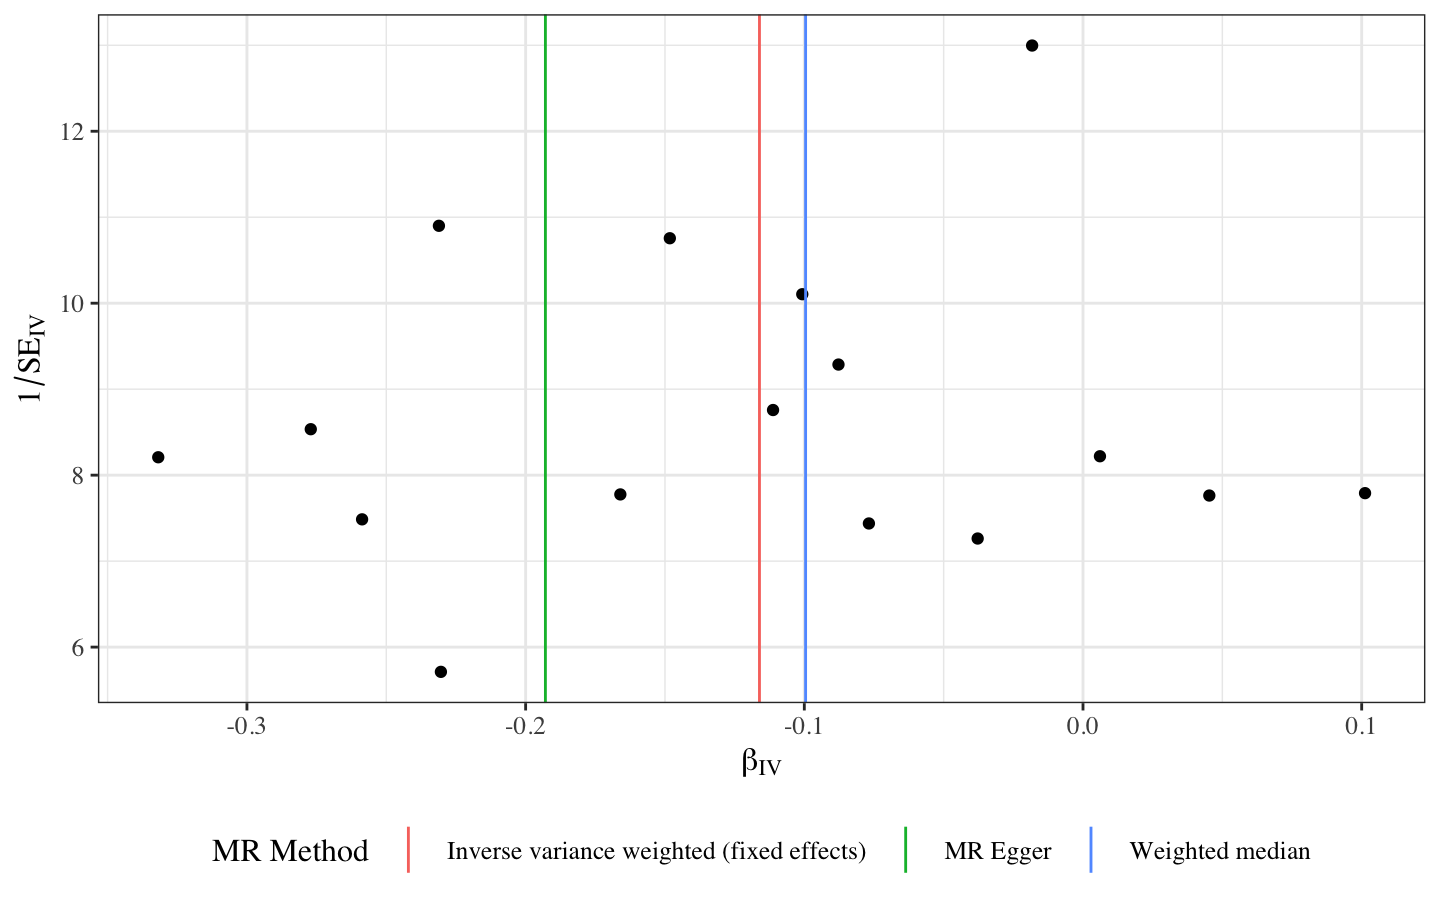 12
10
8
6
1/SE_IV
-0.3 -0.2 -0.1 0.0 0.1
β_IV
MR Method Inverse variance weighted (fixed effects) MR Egger Weighted median